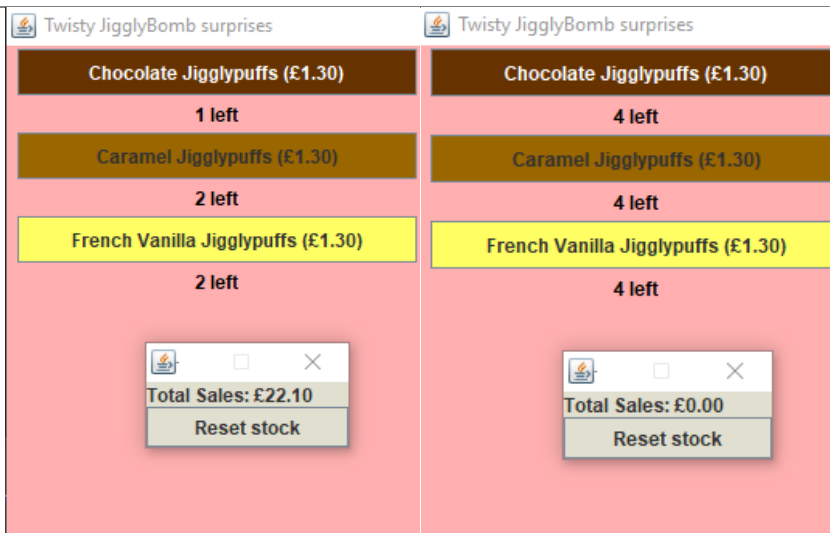 Twisty JigglyBomb surprises
Chocolate Jigglypuffs (£1.30)
1 left
Caramel Jigglypuffs (£1.30)
2 left
French Vanilla Jigglypuffs (£1.30)
2 left
Total Sales: £22.10
Reset stock
Twisty JigglyBomb surprises
Chocolate Jigglypuffs (£1.30)
4 left
Caramel Jigglypuffs (£1.30)
4 left
French Vanilla Jigglypuffs (£1.30)
4 left
Total Sales: £0.00
Reset stock